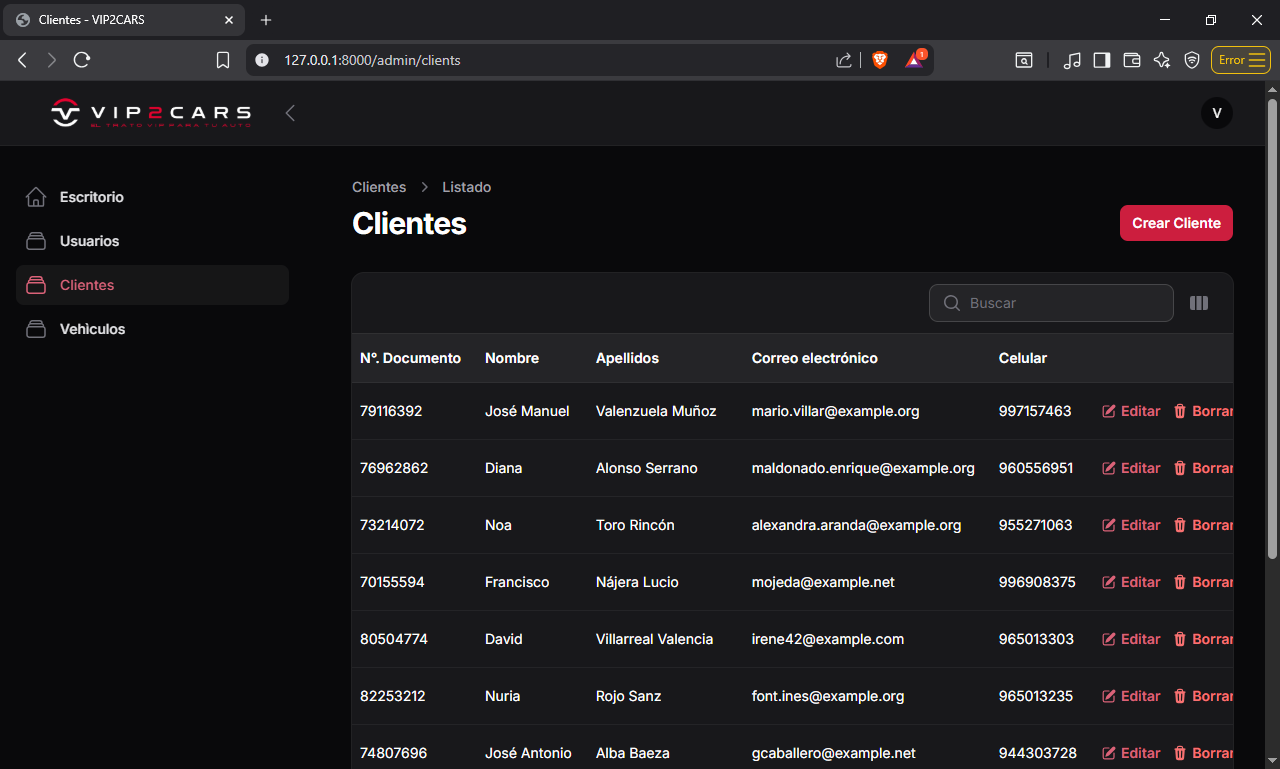 Clientes - VIP2CARS
127.0.0.1:8000/admin/clients
1
Error
VIP2CARS
EL TRATO VIP PARA TU AUTO
V
Escritorio
Usuarios
Clientes
Vehìculos
Clientes > Listado
Clientes
Crear Cliente
Buscar
N°. Documento Nombre Apellidos Correo electrónico Celular
79116392 José Manuel Valenzuela Muñoz mario.villar@example.org 997157463 Editar Borrar
76962862 Diana Alonso Serrano maldonado.enrique@example.org 960556951 Editar Borrar
73214072 Noa Toro Rincón alexandra.aranda@example.org 955271063 Editar Borrar
70155594 Francisco Nájera Lucio mojeda@example.net 996908375 Editar Borrar
80504774 David Villarreal Valencia irene42@example.com 965013303 Editar Borrar
82253212 Nuria Rojo Sanz font.ines@example.org 965013235 Editar Borrar
74807696 José Antonio Alba Baeza gcaballero@example.net 944303728 Editar Borrar